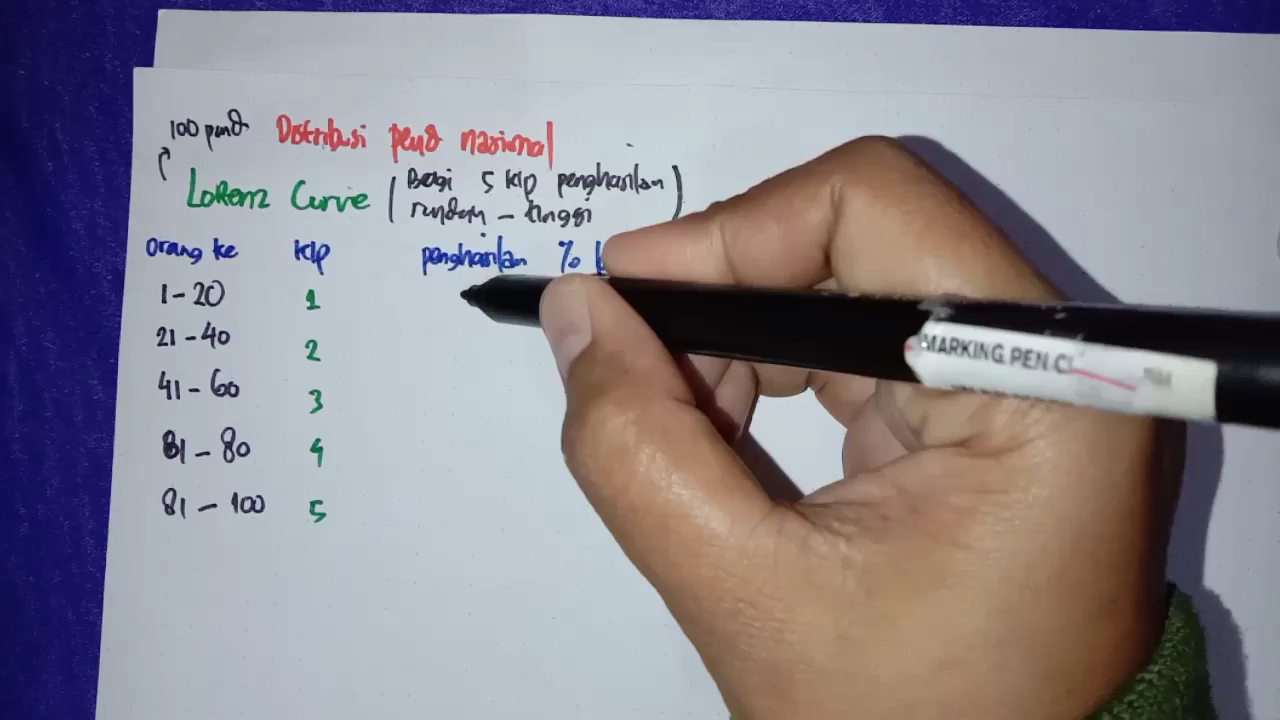 100 pend Distribusi pend nasional
Lorenz Curve ( Bagi 5 klp penghasilan
rendah - tinggi )
orang ke klp penghasilan %
1-20 1
21-40 2
41-60 3
81-80 4
81-100 5
MARKING PEN